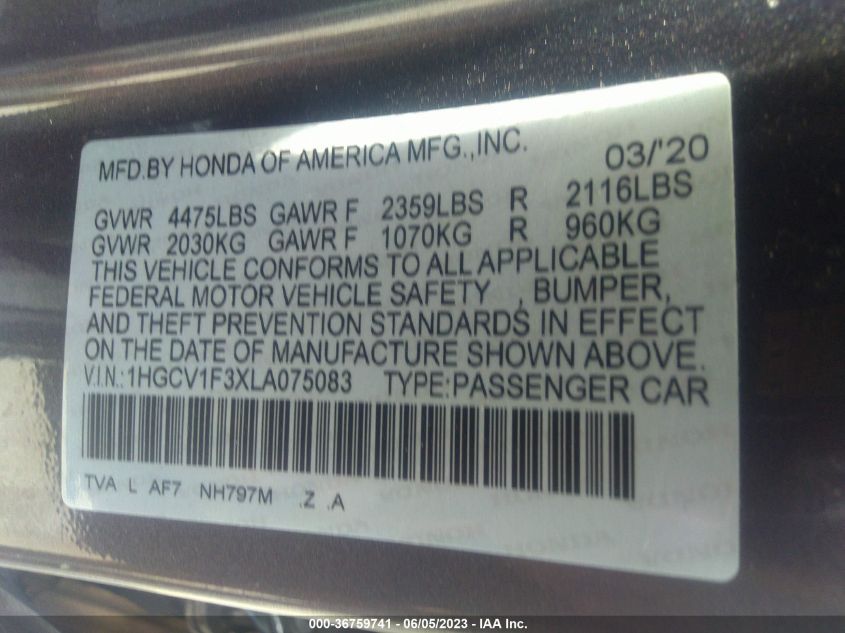 MFD.BY HONDA OF AMERICA MFG.,INC. 03/'20
GVWR 4475LBS GAWR F 2359LBS R 2116LBS
GVWR 2030KG GAWR F 1070KG R 960KG
THIS VEHICLE CONFORMS TO ALL APPLICABLE
FEDERAL MOTOR VEHICLE SAFETY , BUMPER,
AND THEFT PREVENTION STANDARDS IN EFFECT
ON THE DATE OF MANUFACTURE SHOWN ABOVE.
V.I.N.:1HGCV1F3XLA075083 TYPE:PASSENGER CAR
TVA L AF7 NH797M .Z .A
000-36759741 / 06/05/2023 - IAA Inc.